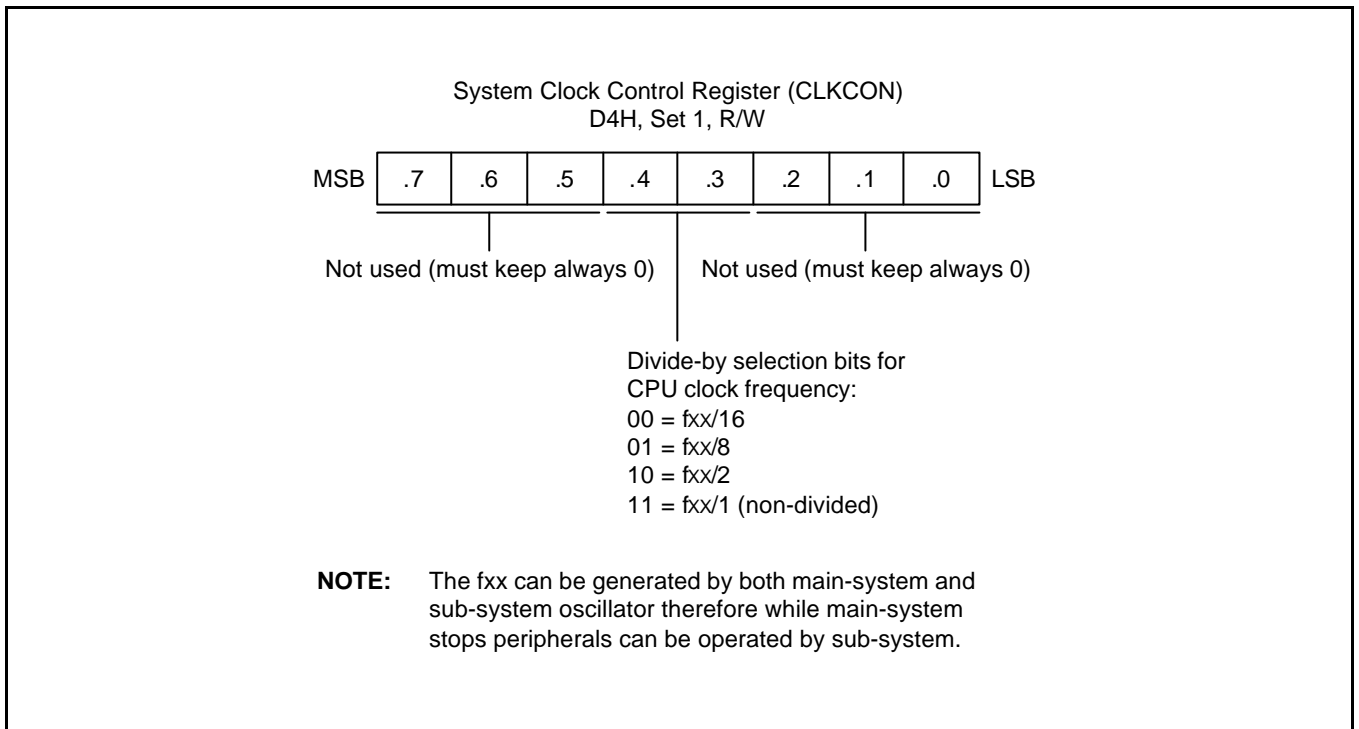 System Clock Control Register (CLKCON)
D4H, Set 1, R/W
MSB .7 .6 .5 .4 .3 .2 .1 .0 LSB
Not used (must keep always 0) Not used (must keep always 0)
Divide-by selection bits for
CPU clock frequency:
00 = fxx/16
01 = fxx/8
10 = fxx/2
11 = fxx/1 (non-divided)
NOTE: The fxx can be generated by both main-system and
sub-system oscillator therefore while main-system
stops peripherals can be operated by sub-system.